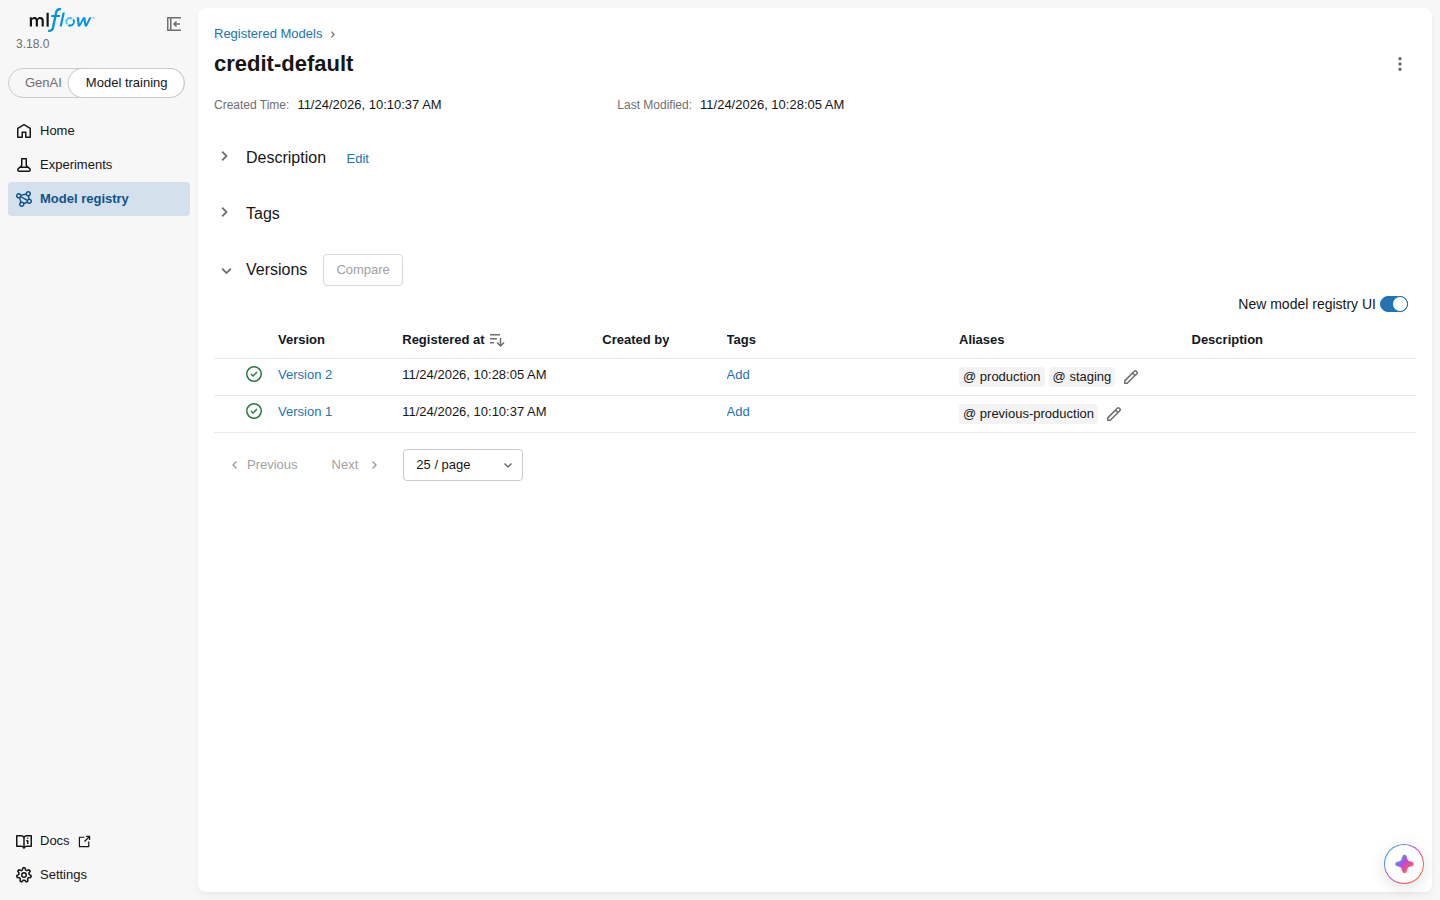 mlflow
3.18.0
GenAI Model training
Home
Experiments
Model registry
Docs
Settings
Registered Models
credit-default
Created Time: 11/24/2026, 10:10:37 AM Last Modified: 11/24/2026, 10:28:05 AM
Description Edit
Tags
Versions Compare
New model registry UI
Version Registered at Created by Tags Aliases Description
Version 2 11/24/2026, 10:28:05 AM Add @ production @ staging
Version 1 11/24/2026, 10:10:37 AM Add @ previous-production
Previous Next 25 / page